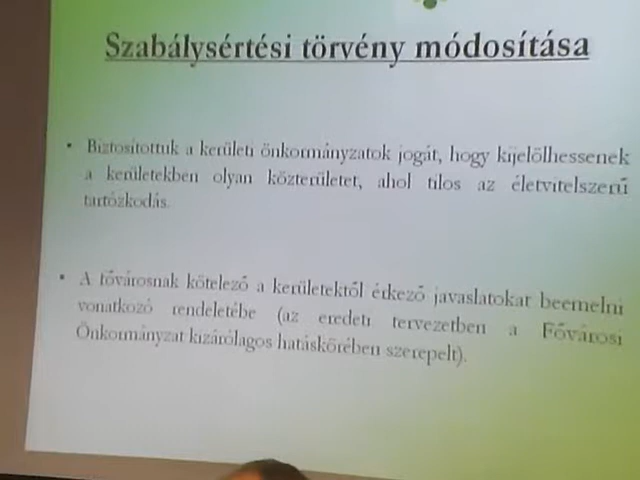 Szabálysértési törvény módosítása
• Biztosítottuk a kerületi önkormányzatok jogát, hogy kijelölhessenek
a kerületekben olyan közterületet, ahol tilos az életvitelszerű
tartózkodás.
• A fővárosnak kötelező a kerületektől érkező javaslatokat beemelni
vonatkozó rendeletébe (az eredeti tervezetben a Fővárosi
Önkormányzat kizárólagos hatáskörében szerepelt).